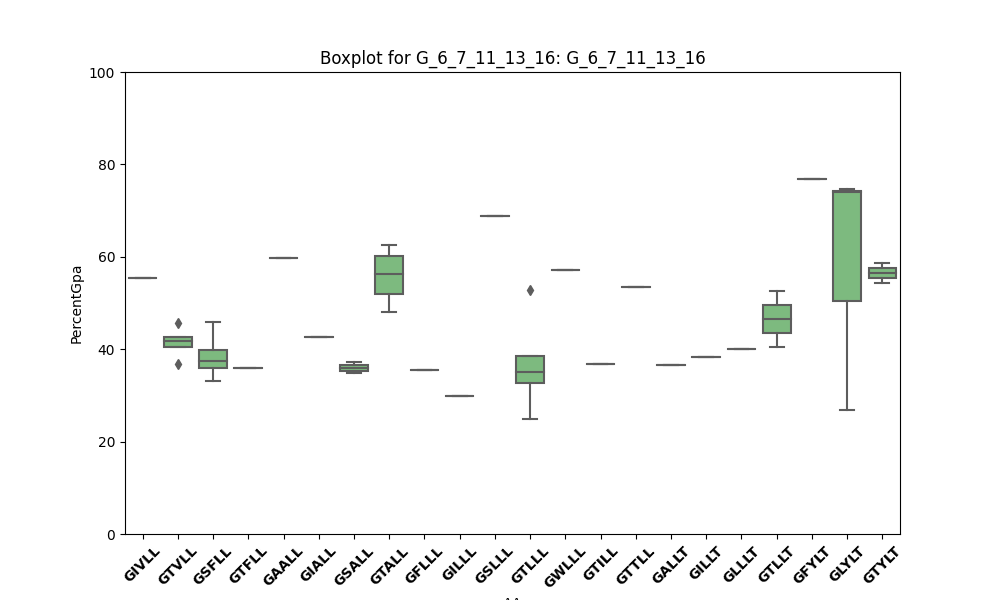 Boxplot for G_6_7_11_13_16: G_6_7_11_13_16
100
80
60
40
20
0
PercentGpa
GIVLL
GTVLL
GSFLL
GTFLL
GAALL
GIALL
GSALL
GTALL
GFLLL
GILLL
GSLLL
GTLLL
GWLLL
GTILL
GTTLL
GALLT
GILLT
GLLLT
GTLLT
GFYLT
GLYLT
GTYLT